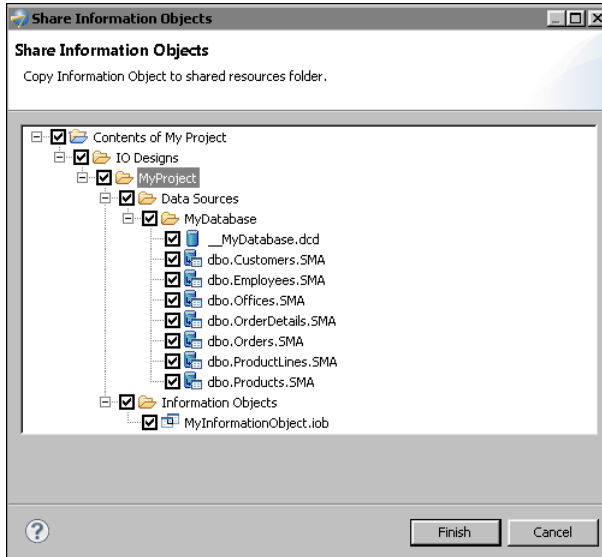 Share Information Objects
Share Information Objects
Copy Information Object to shared resources folder.
Contents of My Project
IO Designs
MyProject
Data Sources
MyDatabase
__MyDatabase.dcd
dbo.Customers.SMA
dbo.Employees.SMA
dbo.Offices.SMA
dbo.OrderDetails.SMA
dbo.Orders.SMA
dbo.ProductLines.SMA
dbo.Products.SMA
Information Objects
MyInformationObject.iob
?
Finish Cancel